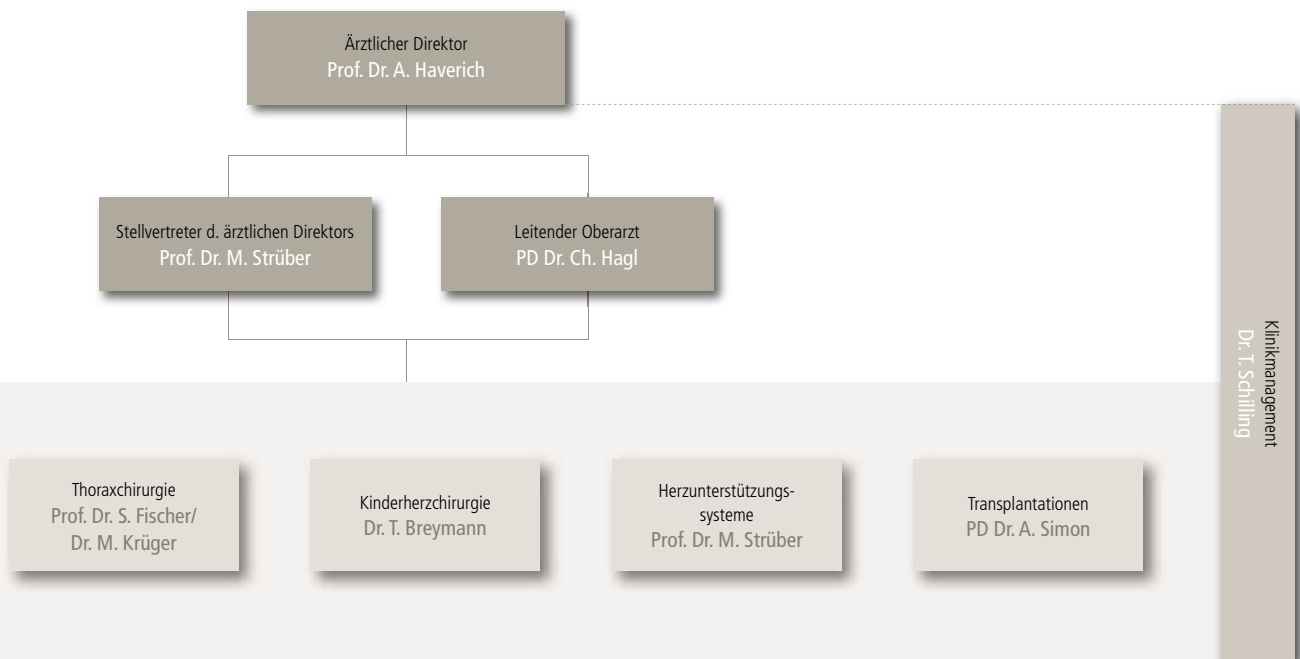 Ärztlicher Direktor
Prof. Dr. A. Haverich
Stellvertreter d. ärztlichen Direktors
Prof. Dr. M. Strüber
Leitender Oberarzt
PD Dr. Ch. Hagl
Klinikmanagement
Dr. T. Schilling
Thoraxchirurgie
Prof. Dr. S. Fischer/
Dr. M. Krüger
Kinderherzchirurgie
Dr. T. Breymann
Herzunterstützungs-
systeme
Prof. Dr. M. Strüber
Transplantationen
PD Dr. A. Simon